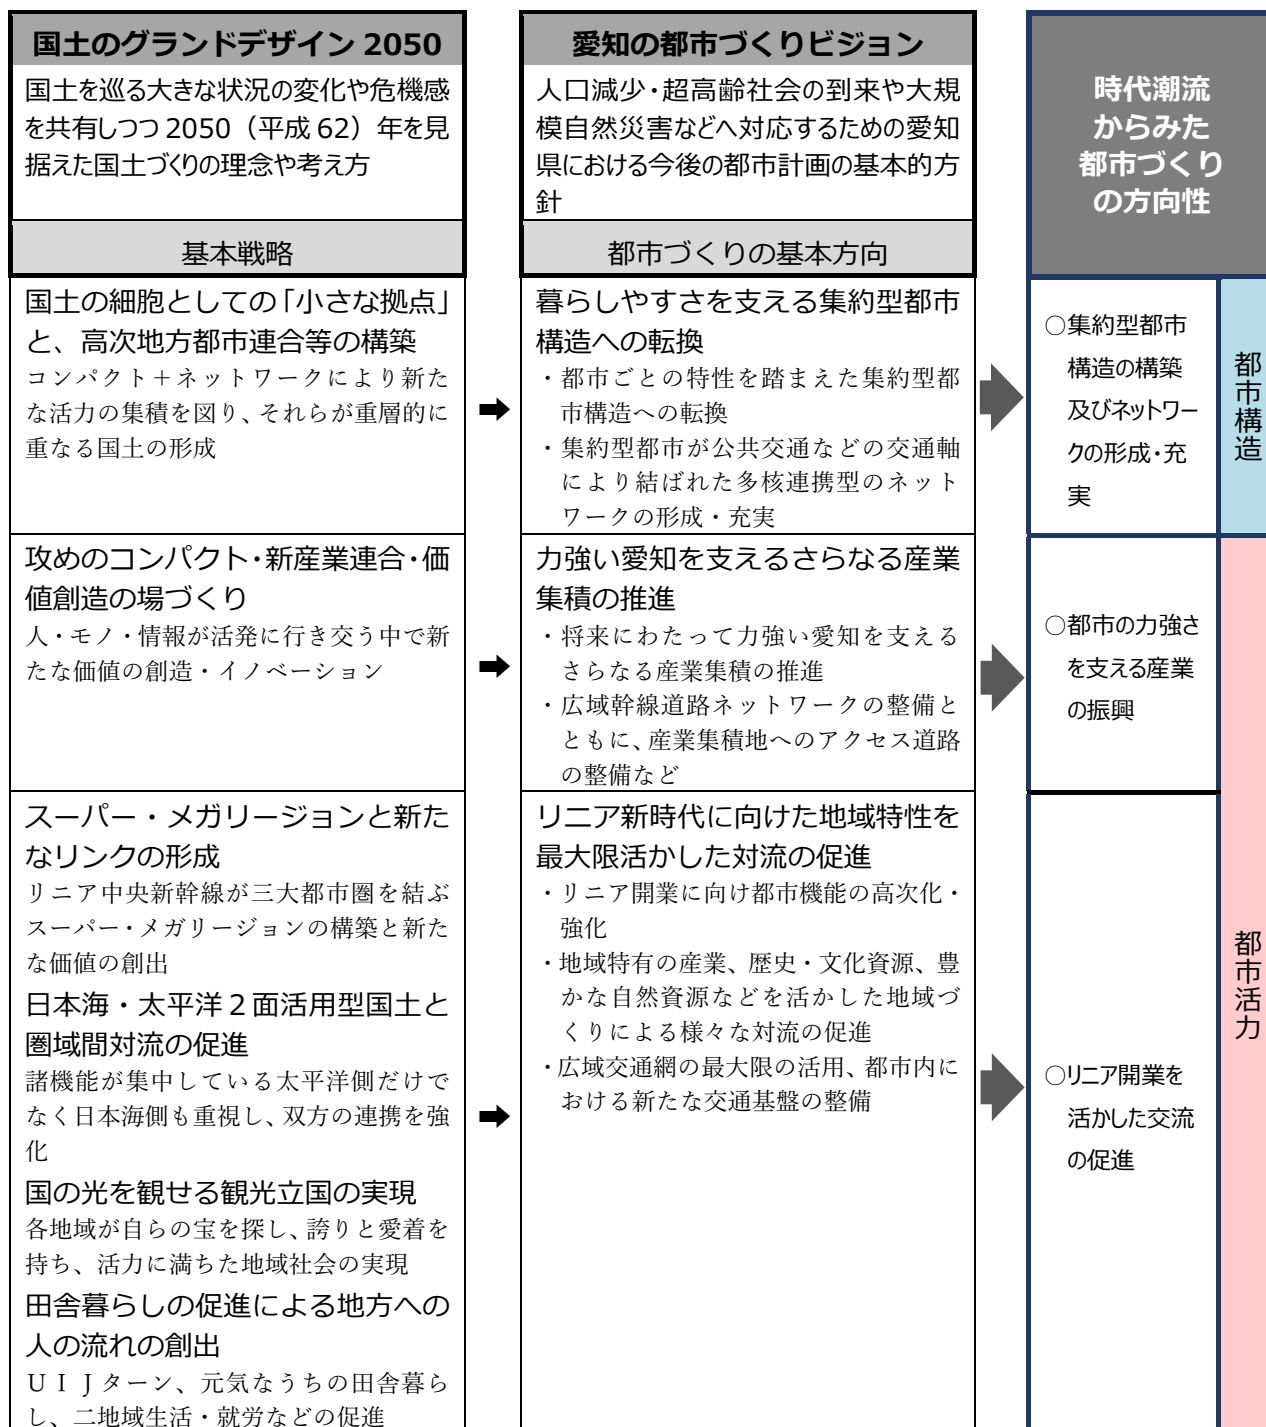 国土のグランドデザイン 2050
国土を巡る大きな状況の変化や危機感
を共有しつつ 2050（平成 62）年を見
据えた国土づくりの理念や考え方
基本戦略
愛知の都市づくりビジョン
人口減少・超高齢社会の到来や大規
模自然災害などへ対応するための愛知
県における今後の都市計画の基本的方
針
都市づくりの基本方向
時代潮流
からみた
都市づくり
の方向性
国土の細胞としての「小さな拠点」
と、高次地方都市連合等の構築
コンパクト＋ネットワークにより新た
な活力の集積を図り、それらが重層的に
重なる国土の形成
暮らしやすさを支える集約型都市
構造への転換
・都市ごとの特性を踏まえた集約型都
市構造への転換
・集約型都市が公共交通などの交通軸
により結ばれた多核連携型のネット
ワークの形成・充実
○集約型都市
構造の構築
及びネットワー
クの形成・充
実
都市構造
攻めのコンパクト・新産業連合・価
値創造の場づくり
人・モノ・情報が活発に行き交う中で新
たな価値の創造・イノベーション
力強い愛知を支えるさらなる産業
集積の推進
・将来にわたって力強い愛知を支える
さらなる産業集積の推進
・広域幹線道路ネットワークの整備と
ともに、産業集積地へのアクセス道路
の整備など
○都市の力強さ
を支える産業
の振興
都市活力
スーパー・メガリージョンと新た
なリンクの形成
リニア中央新幹線が三大都市圏を結ぶ
スーパー・メガリージョンの構築と新た
な価値の創出
日本海・太平洋２面活用型国土と
圏域間対流の促進
諸機能が集中している太平洋側だけで
なく日本海側も重視し、双方の連携を強
化
国の光を観せる観光立国の実現
各地域が自らの宝を探し、誇りと愛着を
持ち、活力に満ちた地域社会の実現
田舎暮らしの促進による地方への
人の流れの創出
ＵＩＪターン、元気なうちの田舎暮ら
し、二地域生活・就労などの促進
リニア新時代に向けた地域特性を
最大限活かした対流の促進
・リニア開業に向け都市機能の高次化・
強化
・地域特有の産業、歴史・文化資源、豊
かな自然資源などを活かした地域づ
くりによる様々な対流の促進
・広域交通網の最大限の活用、都市内に
おける新たな交通基盤の整備
○リニア開業を
活かした交流
の促進